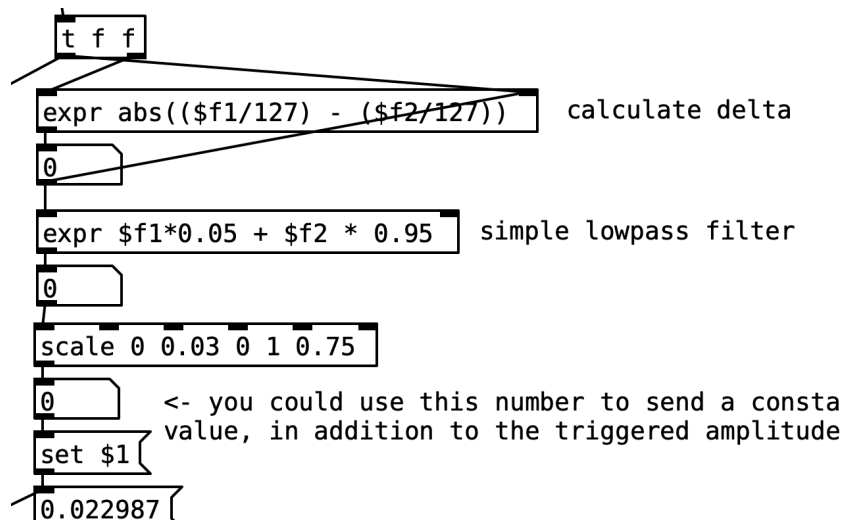 t f f
expr abs(($f1/127) - ($f2/127))
calculate delta
0
expr $f1*0.05 + $f2 * 0.95
simple lowpass filter
0
scale 0 0.03 0 1 0.75
0
<- you could use this number to send a consta
value, in addition to the triggered amplitude
set $1
0.022987